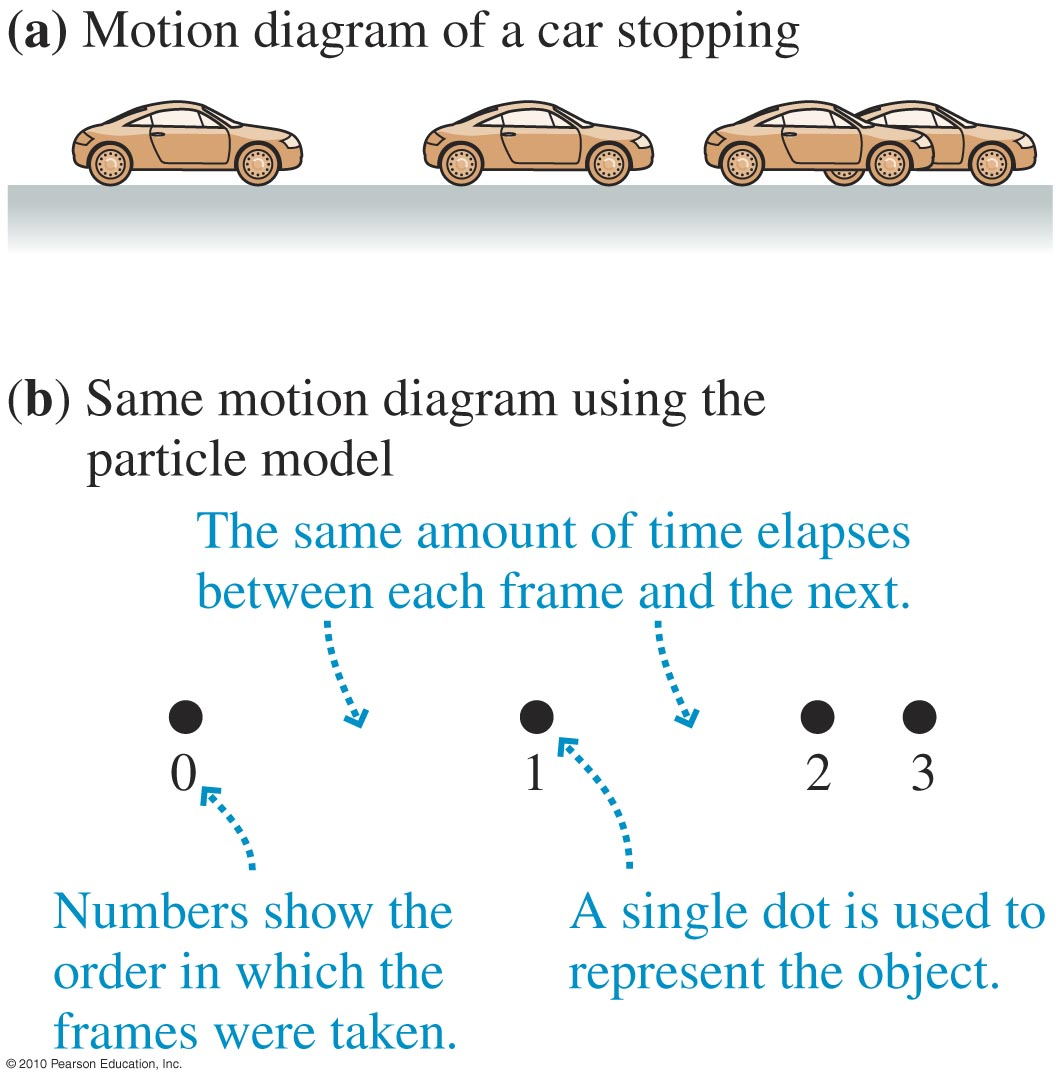 (a) Motion diagram of a car stopping
(b) Same motion diagram using the
particle model
The same amount of time elapses
between each frame and the next.
0 1 2 3
Numbers show the
order in which the
frames were taken.
A single dot is used to
represent the object.
© 2010 Pearson Education, Inc.